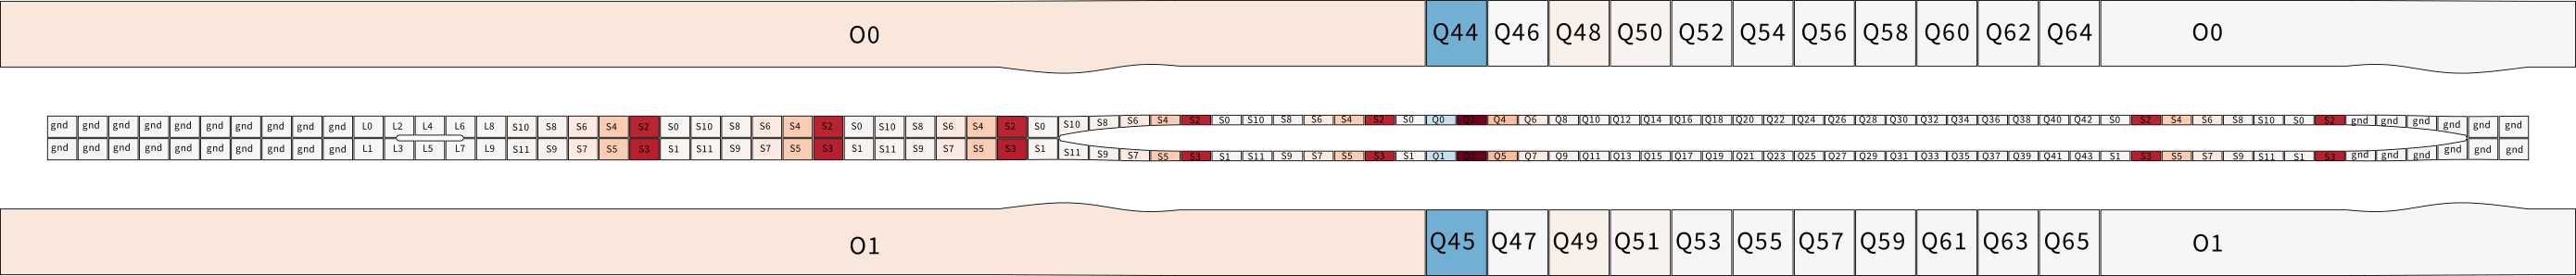 O0 Q44 Q46 Q48 Q50 Q52 Q54 Q56 Q58 Q60 Q62 Q64 O0
gnd gnd gnd gnd gnd gnd gnd gnd gnd gnd L0 L2 L4 L6 L8 S10 S8 S6 S4 S2 S0 S10 S8 S6 S4 S2 S0 S10 S8 S6 S4 S2 S0 S10 S8 S6 S4 S2 S0 S10 S8 S6 S4 S2 S0 Q0 Q2 Q4 Q6 Q8 Q10 Q12 Q14 Q16 Q18 Q20 Q22 Q24 Q26 Q28 Q30 Q32 Q34 Q36 Q38 Q40 Q42 S0 S2 S4 S6 S8 S10 S0 S2 gnd gnd gnd gnd gnd gnd
gnd gnd gnd gnd gnd gnd gnd gnd gnd gnd L1 L3 L5 L7 L9 S11 S9 S7 S5 S3 S1 S11 S9 S7 S5 S3 S1 S11 S9 S7 S5 S3 S1 S11 S9 S7 S5 S3 S1 S11 S9 S7 S5 S3 S1 Q1 Q3 Q5 Q7 Q9 Q11 Q13 Q15 Q17 Q19 Q21 Q23 Q25 Q27 Q29 Q31 Q33 Q35 Q37 Q39 Q41 Q43 S1 S3 S5 S7 S9 S11 S1 S3 gnd gnd gnd gnd gnd gnd
O1 Q45 Q47 Q49 Q51 Q53 Q55 Q57 Q59 Q61 Q63 Q65 O1